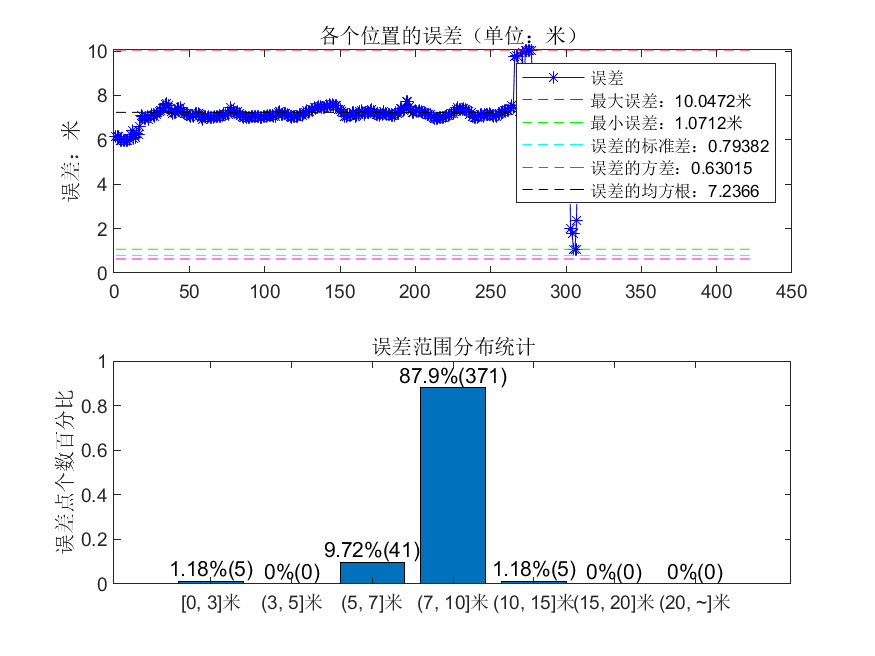 各个位置的误差（单位：米）
误差：米
10
8
6
4
2
0
0 50 100 150 200 250 300 350 400 450
误差
最大误差：10.0472米
最小误差：1.0712米
误差的标准差：0.79382
误差的方差：0.63015
误差的均方根：7.2366
误差范围分布统计
误差点个数百分比
1
0.8
0.6
0.4
0.2
0
1.18%(5) 0%(0) 9.72%(41) 87.9%(371) 1.18%(5) 0%(0) 0%(0)
[0, 3]米 (3, 5]米 (5, 7]米 (7, 10]米 (10, 15]米 (15, 20]米 (20, ~]米